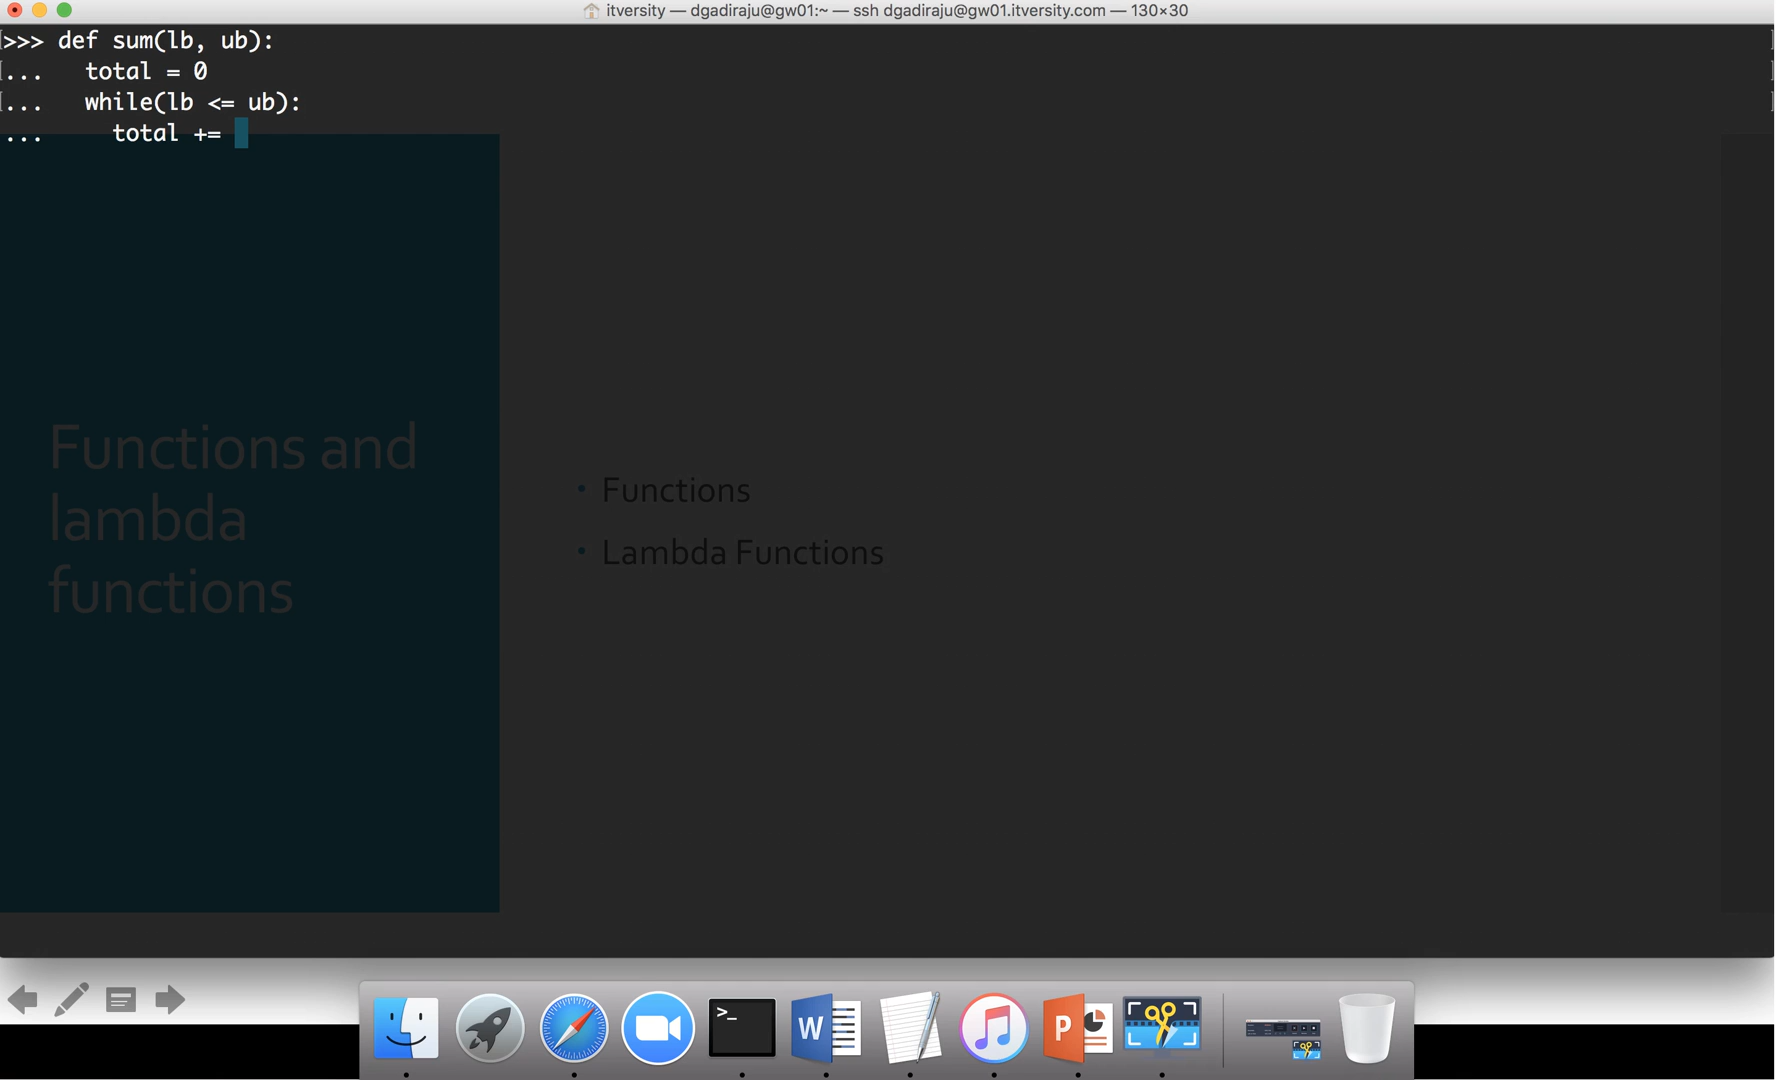 itversity — dgadiraju@gw01:~ — ssh dgadiraju@gw01.itversity.com — 130×30
>>> def sum(lb, ub):
...   total = 0
...   while(lb <= ub):
...     total +=
Functions and
lambda
functions
• Functions
• Lambda Functions
>_
W
P